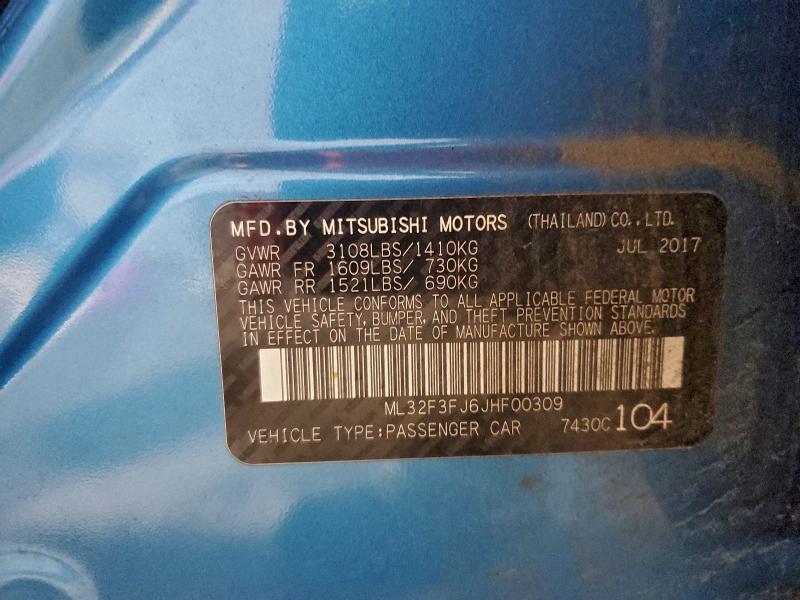 MFD.BY MITSUBISHI MOTORS (THAILAND)CO.,LTD.
GVWR 3108LBS/1410KG JUL 2017
GAWR FR 1609LBS/ 730KG
GAWR RR 1521LBS/ 690KG
THIS VEHICLE CONFORMS TO ALL APPLICABLE FEDERAL MOTOR
VEHICLE SAFETY, BUMPER, AND THEFT PREVENTION STANDARDS
IN EFFECT ON THE DATE OF MANUFACTURE SHOWN ABOVE.
ML32F3FJ6JHF00309
VEHICLE TYPE:PASSENGER CAR 7430C 104